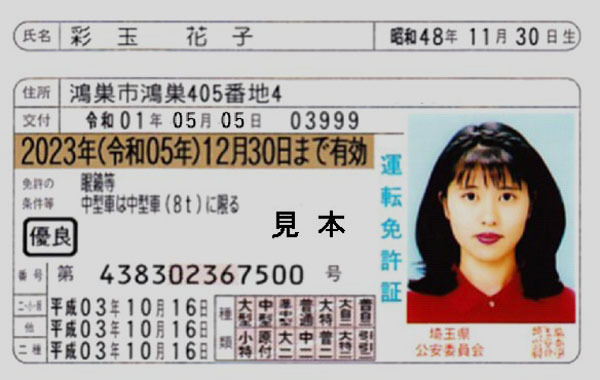 氏名 彩玉 花子 昭和48年11月30日生
住所 鴻巣市鴻巣405番地4
交付 令和01年05月05日 03999
2023年(令和05年)12月30日まで有効
免許の 眼鏡等
条件等 中型車は中型車(8t)に限る
見本
優良
番号 第 438302367500 号
二・小・原 平成03年10月16日
他 平成03年10月16日
二種 平成03年10月16日
種類 大型 中型 準中型 普通 大特 大自二 普自二
小特 原付 大二 中二 普二 大特二 引引二
運転免許証
埼玉県
公安委員会